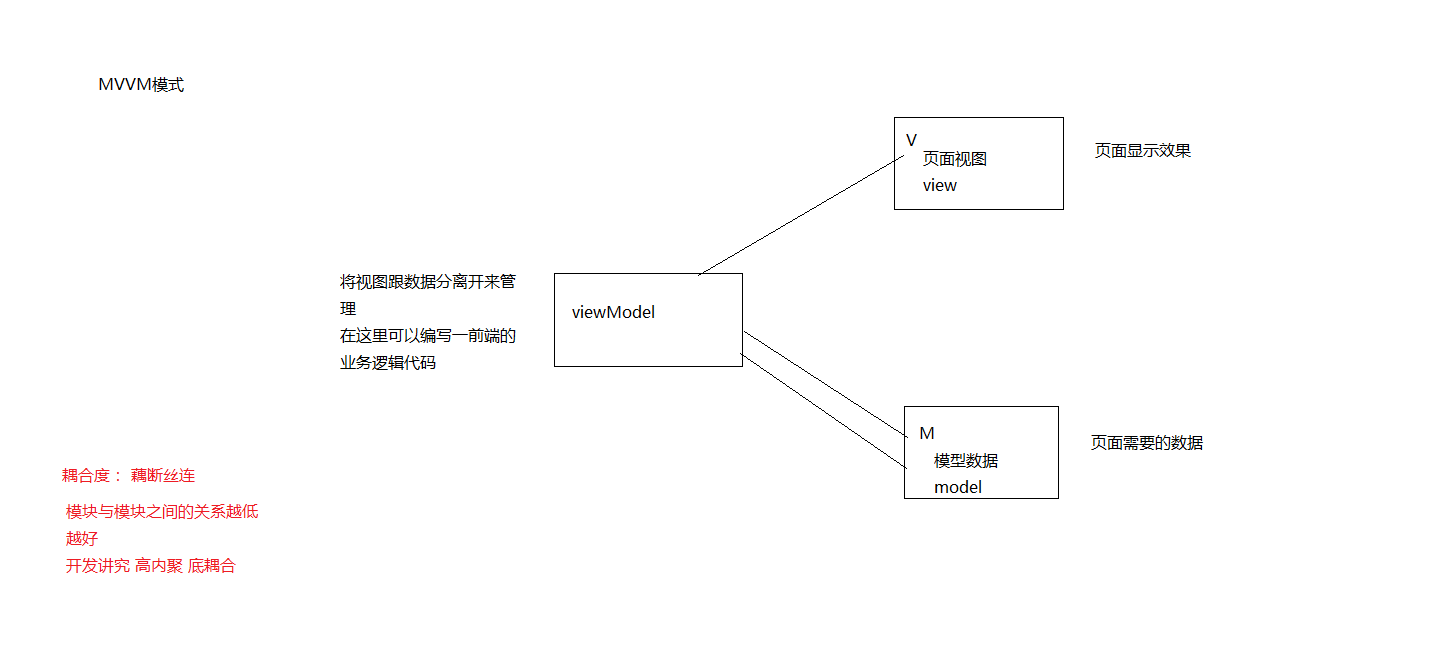 MVVM模式
V
页面视图
view
页面显示效果
将视图跟数据分离开来管
理
在这里可以编写一前端的
业务逻辑代码
viewModel
M
模型数据
model
页面需要的数据
耦合度： 藕断丝连
模块与模块之间的关系越低
越好
开发讲究 高内聚 底耦合